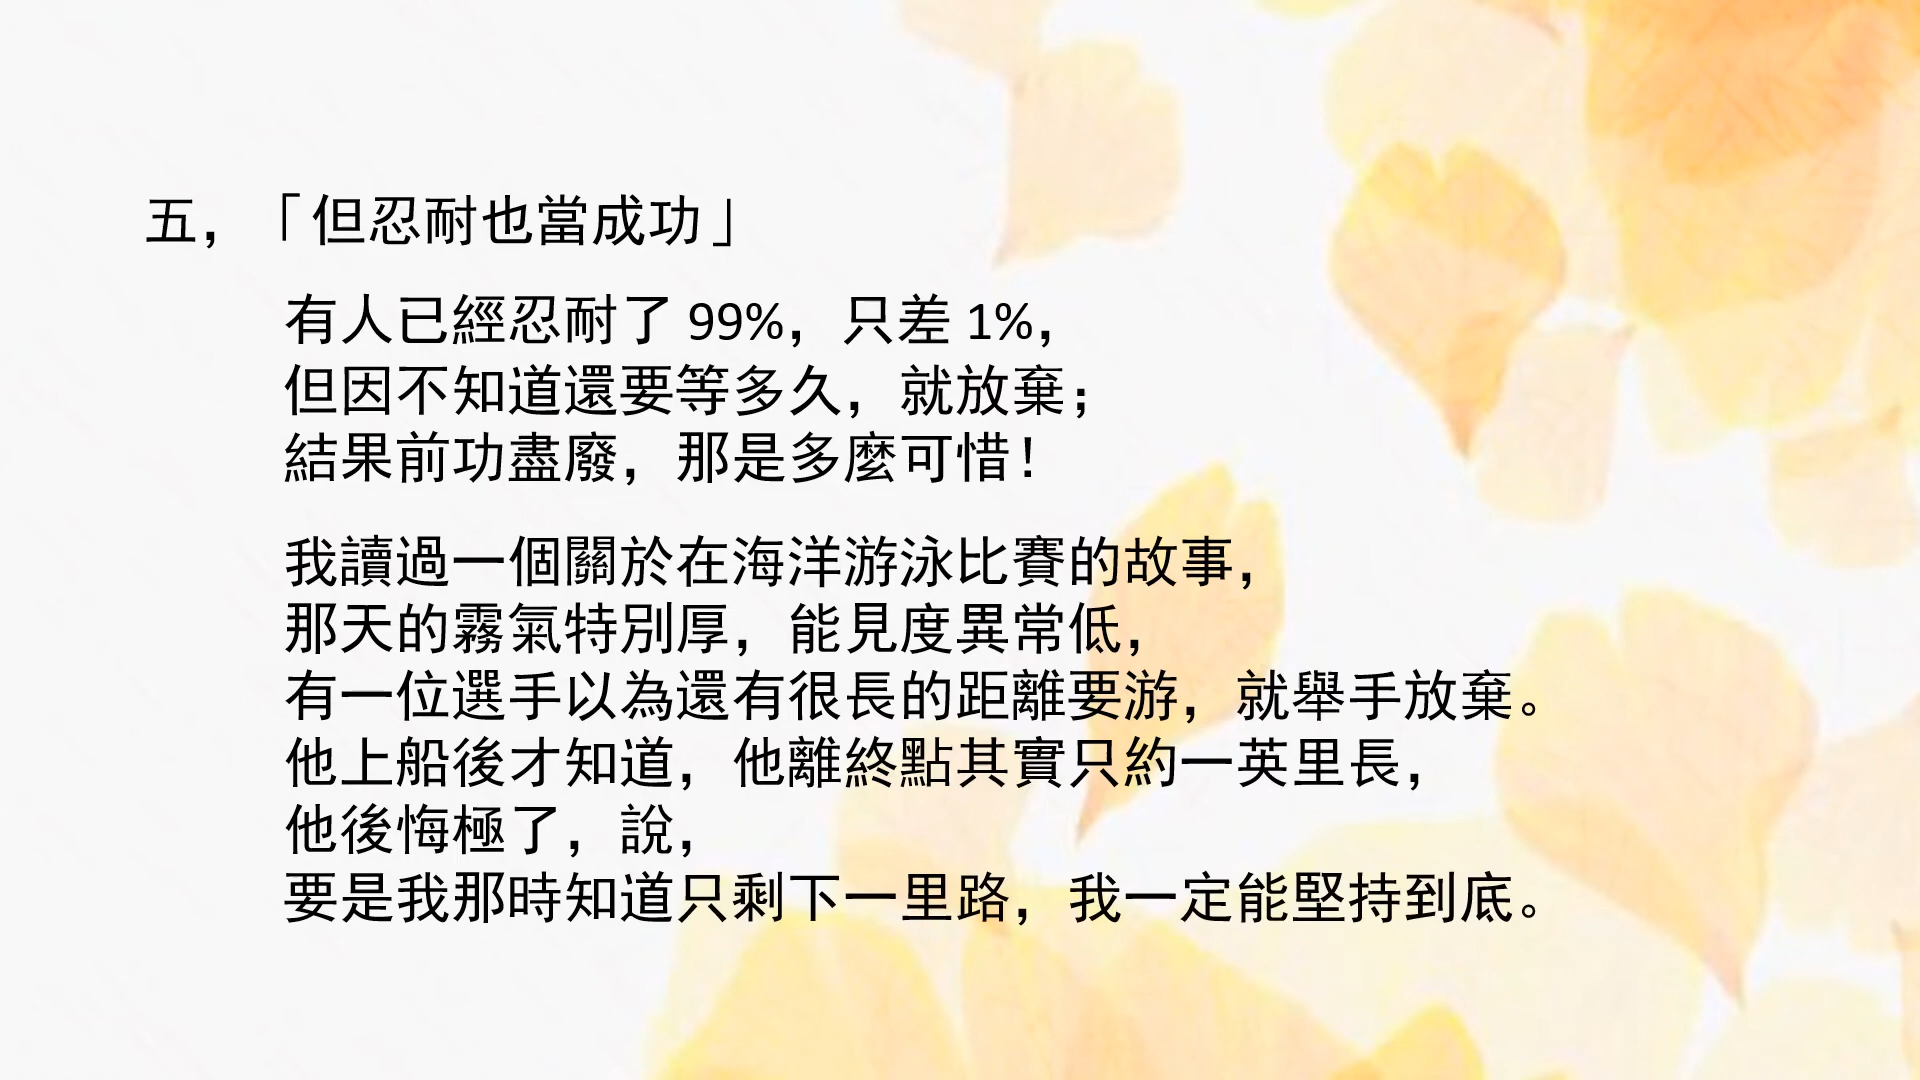 五，「但忍耐也當成功」
有人已經忍耐了 99%，只差 1%，
但因不知道還要等多久，就放棄；
結果前功盡廢，那是多麼可惜！
我讀過一個關於在海洋游泳比賽的故事，
那天的霧氣特別厚，能見度異常低，
有一位選手以為還有很長的距離要游，就舉手放棄。
他上船後才知道，他離終點其實只約一英里長，
他後悔極了，說，
要是我那時知道只剩下一里路，我一定能堅持到底。